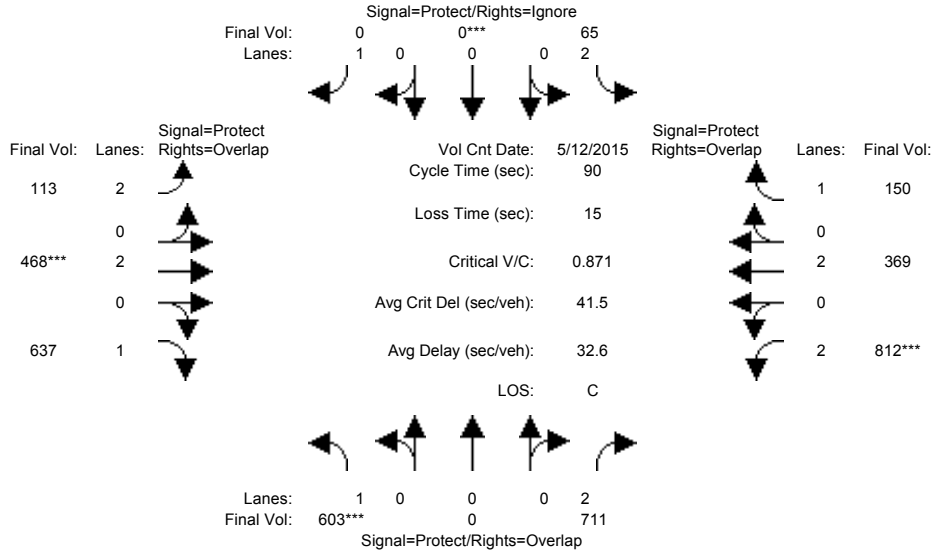 Signal=Protect/Rights=Ignore
Final Vol: 0 0*** 65
Lanes: 1 0 0 0 2
Signal=Protect
Rights=Overlap
Signal=Protect
Rights=Overlap
Final Vol: Lanes:
Vol Cnt Date: 5/12/2015
Lanes: Final Vol:
Cycle Time (sec): 90
113 2
1 150
Loss Time (sec): 15
0
0
468*** 2
Critical V/C: 0.871
2 369
0
Avg Crit Del (sec/veh): 41.5
0
637 1
Avg Delay (sec/veh): 32.6
2 812***
LOS: C
Lanes: 1 0 0 0 2
Final Vol: 603*** 0 711
Signal=Protect/Rights=Overlap